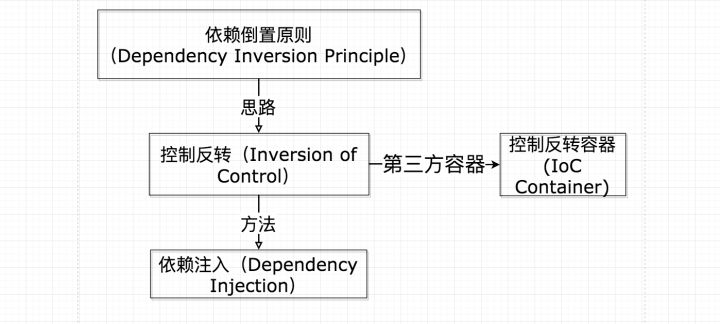 依赖倒置原则
（Dependency Inversion Principle）
思路
控制反转（Inversion of
Control）
第三方容器
控制反转容器
(IoC
Container)
方法
依赖注入（Dependency
Injection）